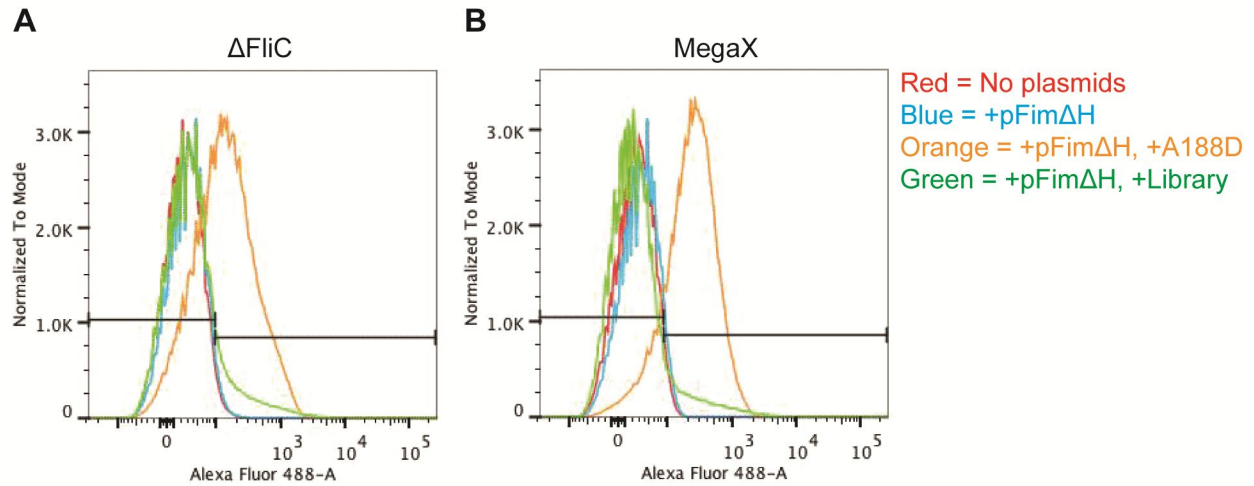 A
ΔFliC
Normalized To Mode
3.0K
2.0K
1.0K
0
0
10³
10⁴
10⁵
Alexa Fluor 488-A
B
MegaX
Normalized To Mode
3.0K
2.0K
1.0K
0
0
10³
10⁴
10⁵
Alexa Fluor 488-A
Red = No plasmids
Blue = +pFimΔH
Orange = +pFimΔH, +A188D
Green = +pFimΔH, +Library